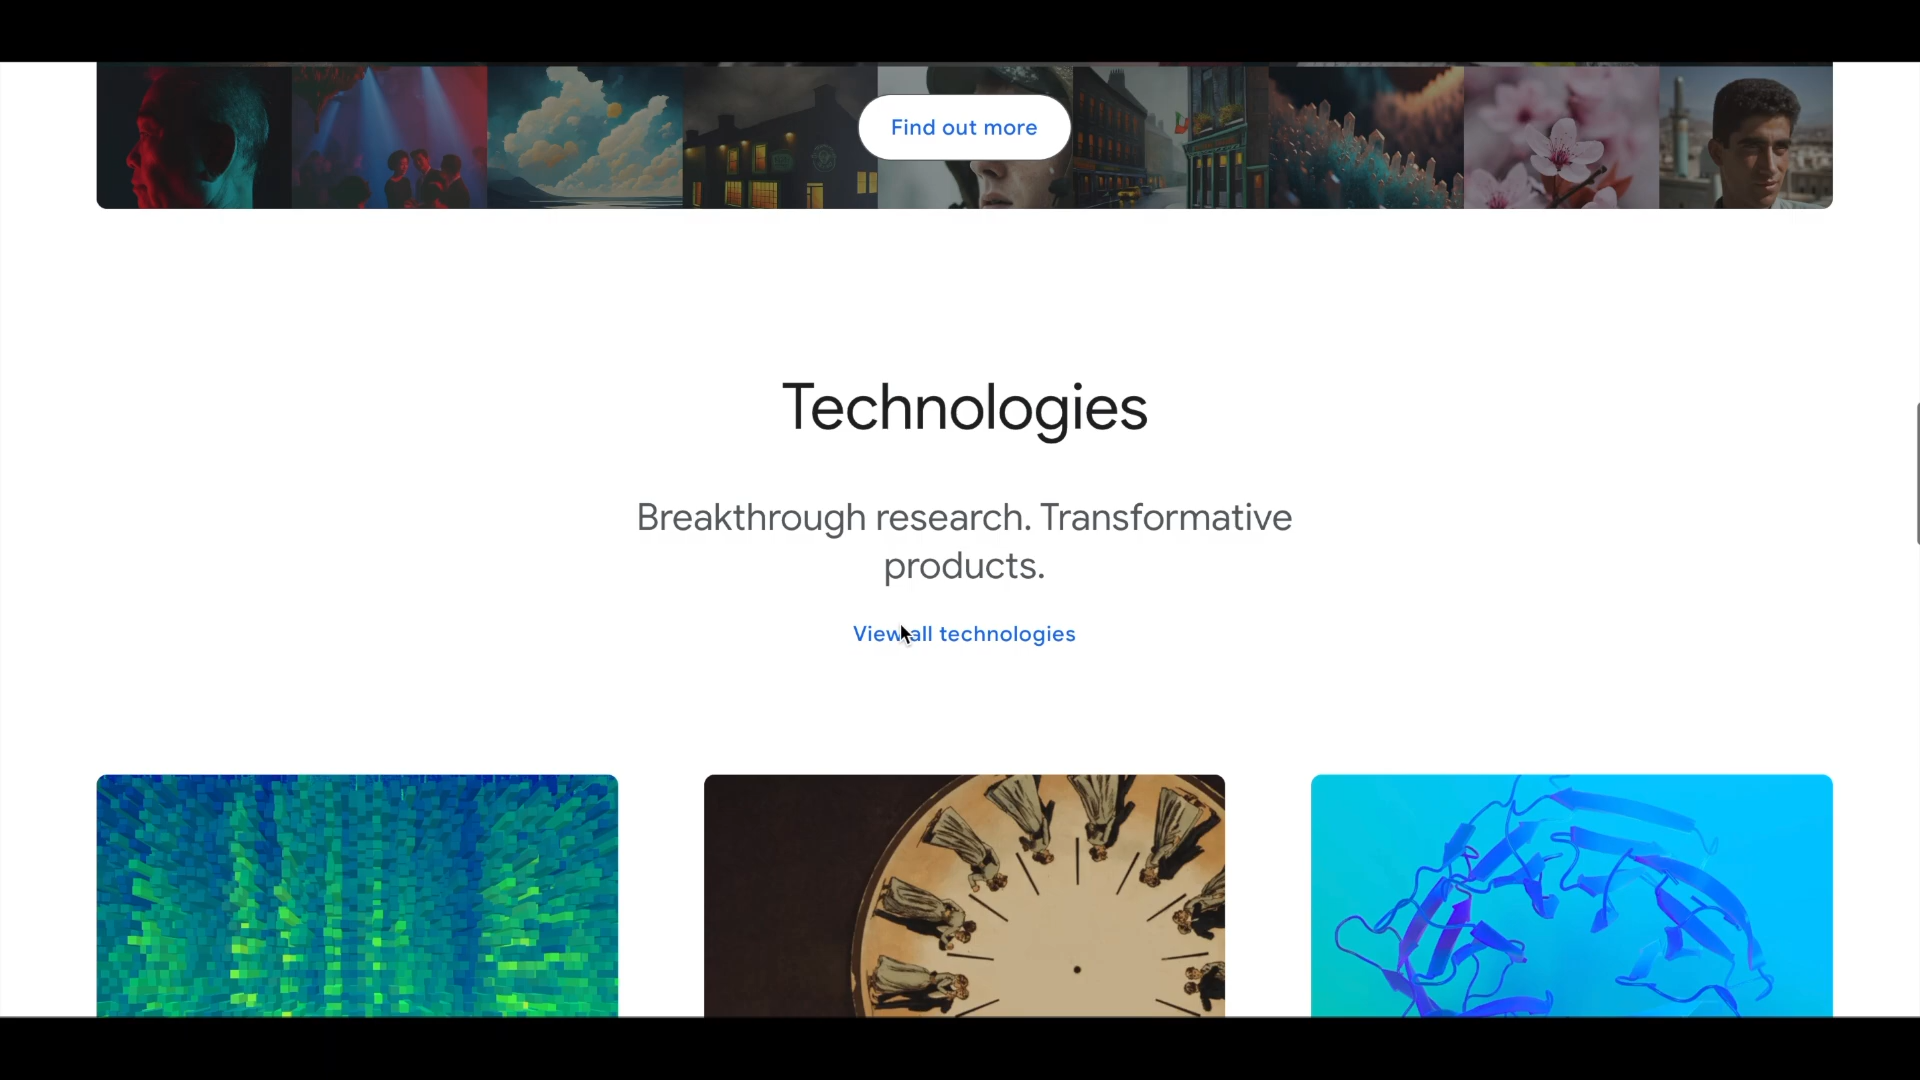 Find out more
Technologies
Breakthrough research. Transformative
products.
View all technologies